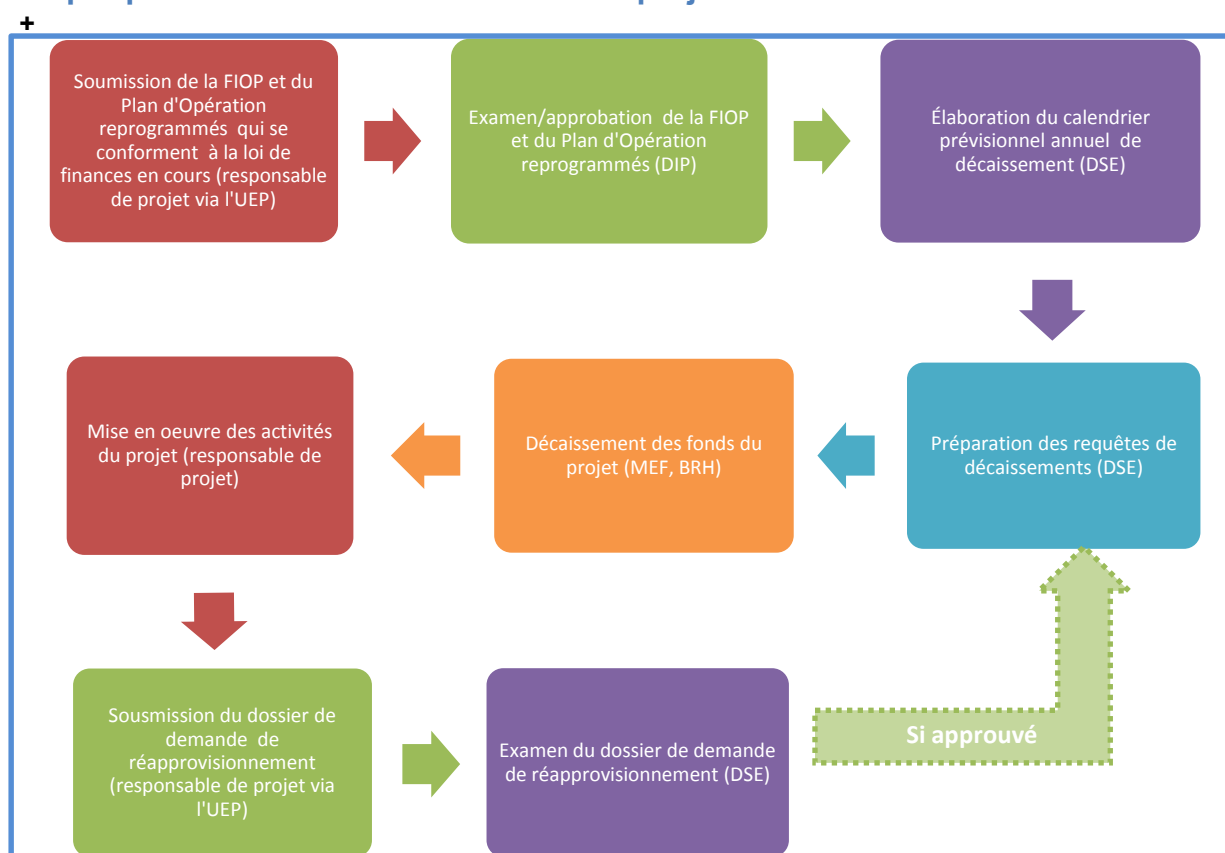 +
Soumission de la FIOP et du
Plan d'Opération
reprogrammés qui se
conforment à la loi de
finances en cours (responsable
de projet via l'UEP)
Examen/approbation de la FIOP
et du Plan d'Opération
reprogrammés (DIP)
Élaboration du calendrier
prévisionnel annuel de
décaissement (DSE)
Préparation des requêtes de
décaissements (DSE)
Décaissement des fonds du
projet (MEF, BRH)
Mise en oeuvre des activités
du projet (responsable de
projet)
Sousmission du dossier de
demande de
réapprovisionnement
(responsable de projet via
l'UEP)
Examen du dossier de demande
de réapprovisionnement (DSE)
Si approuvé